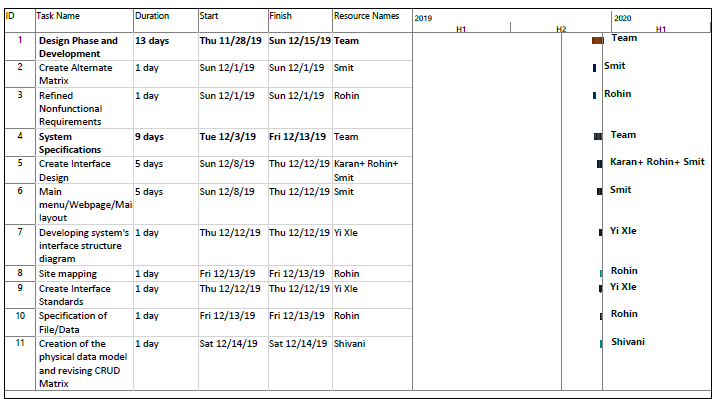 ID Task Name Duration Start Finish Resource Names 2019 2020
H1 H2 H1
1 Design Phase and 13 days Thu 11/28/19 Sun 12/15/19 Team Team
Development
2 Create Alternate 1 day Sun 12/1/19 Sun 12/1/19 Smit Smit
Matrix
3 Refined 1 day Sun 12/1/19 Sun 12/1/19 Rohin Rohin
Nonfunctional
Requirements
4 System 9 days Tue 12/3/19 Fri 12/13/19 Team Team
Specifications
5 Create Interface 5 days Sun 12/8/19 Thu 12/12/19 Karan+ Rohin+ Karan+ Rohin+ Smit
Design Smit
6 Main 5 days Sun 12/8/19 Thu 12/12/19 Smit Smit
menu/Webpage/Mai
layout
7 Developing system's 1 day Thu 12/12/19 Thu 12/12/19 Yi XIe Yi XIe
interface structure
diagram
8 Site mapping 1 day Fri 12/13/19 Fri 12/13/19 Rohin Rohin
9 Create Interface 1 day Thu 12/12/19 Thu 12/12/19 Yi XIe Yi XIe
Standards
10 Specification of 1 day Fri 12/13/19 Fri 12/13/19 Rohin Rohin
File/Data
11 Creation of the 1 day Sat 12/14/19 Sat 12/14/19 Shivani Shivani
physical data model
and revising CRUD
Matrix